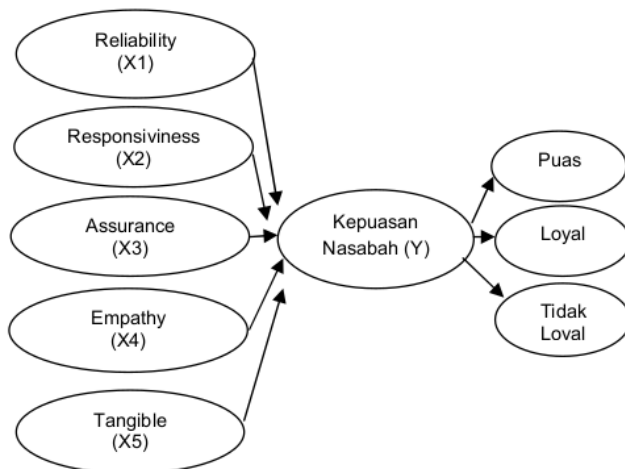 Reliability
(X1)
Responsiviness
(X2)
Assurance
(X3)
Empathy
(X4)
Tangible
(X5)
Kepuasan
Nasabah (Y)
Puas
Loyal
Tidak
Loval